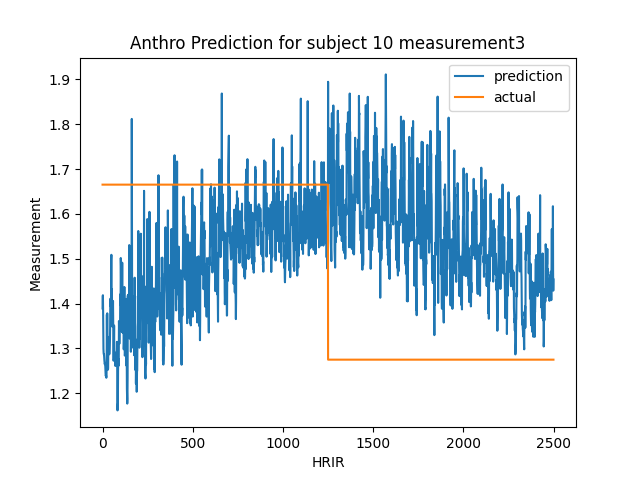 Anthro Prediction for subject 10 measurement3
prediction
actual
1.9
1.8
1.7
1.6
1.5
1.4
1.3
1.2
Measurement
0
500
1000
1500
2000
2500
HRIR